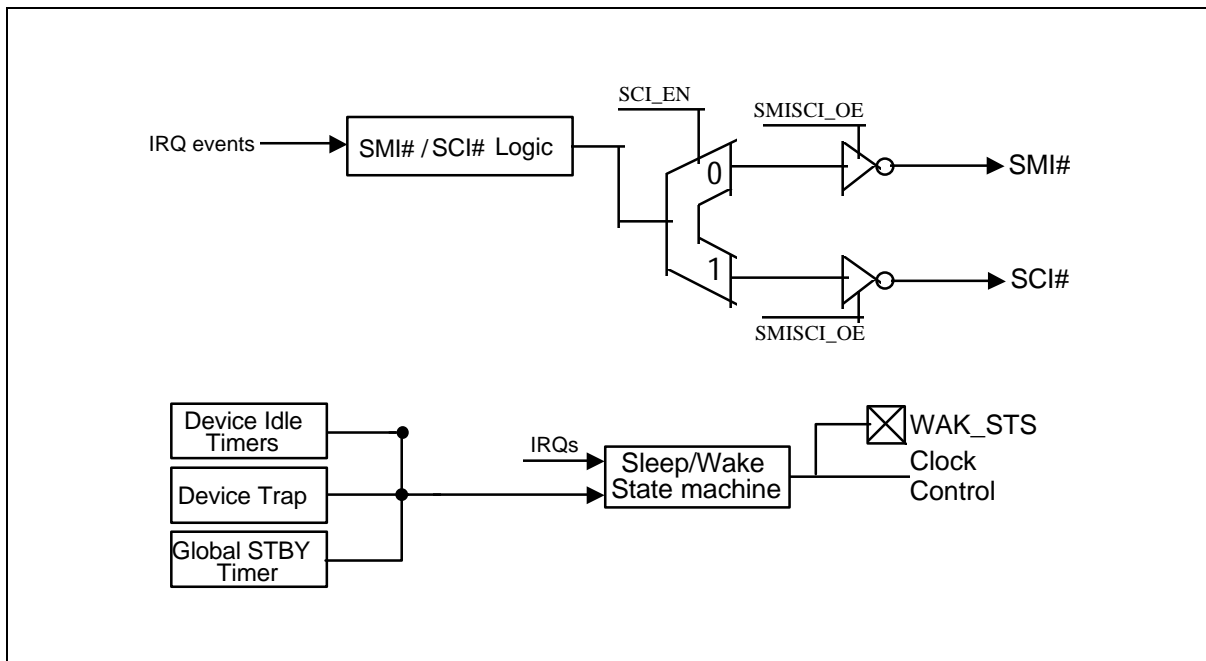 SCI_EN
SMISCI_OE
IRQ events
SMI# / SCI# Logic
0
SMI#
1
SCI#
SMISCI_OE
Device Idle
Timers
Device Trap
Global STBY
Timer
IRQs
Sleep/Wake
State machine
WAK_STS
Clock
Control